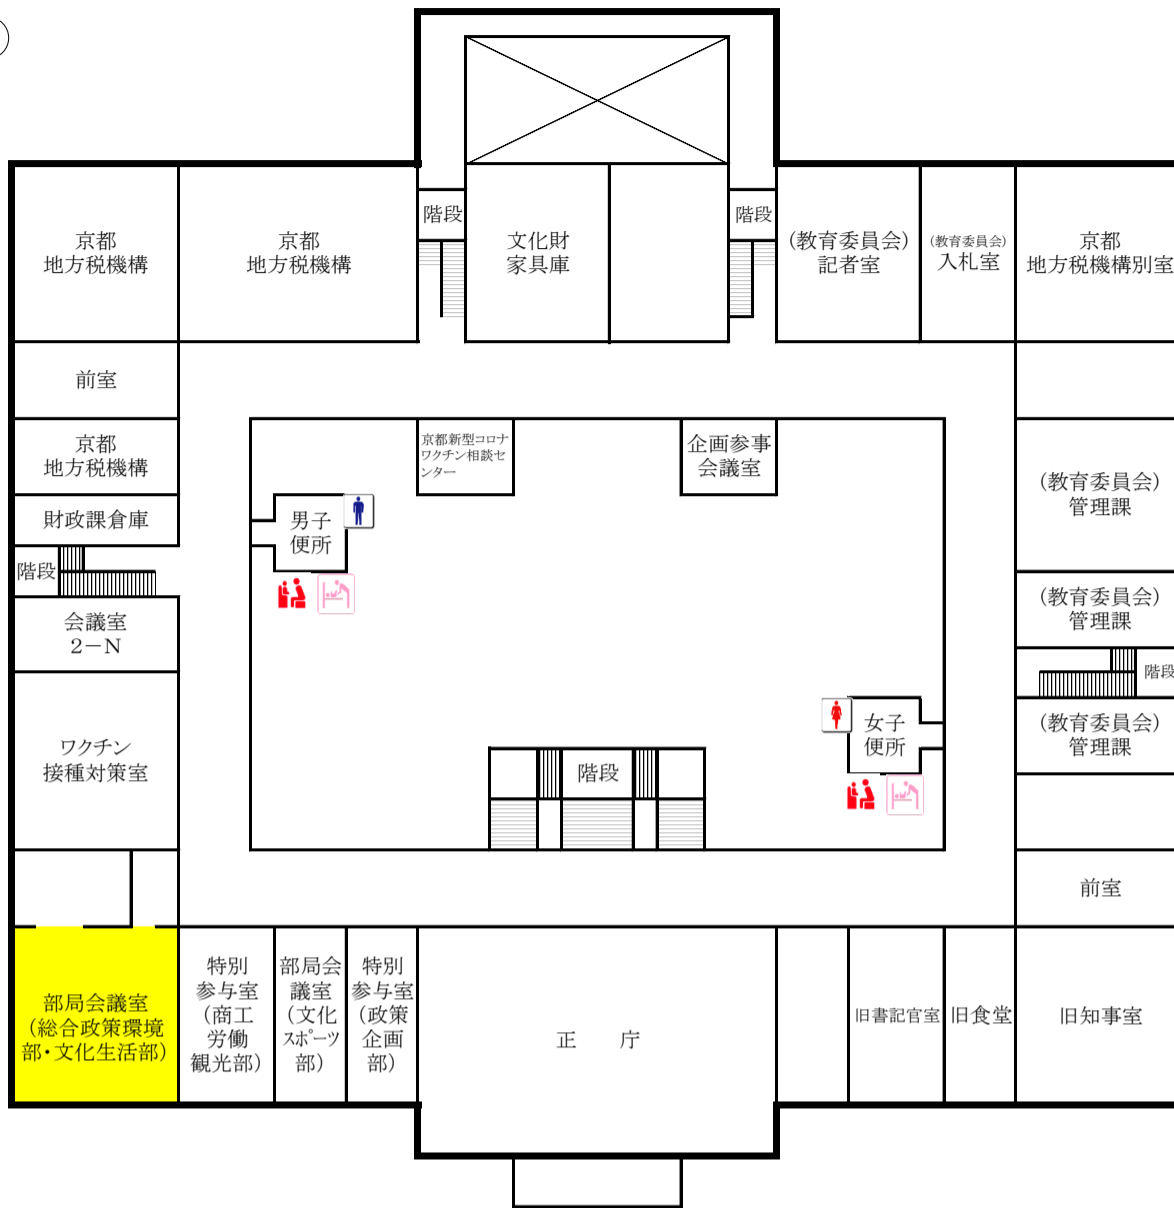 階段
階段
京都
地方税機構
京都
地方税機構
文化財
家具庫
(教育委員会)
記者室
(教育委員会)
入札室
京都
地方税機構別室
前室
京都
地方税機構
京都新型コロナ
ワクチン相談セ
ンター
企画参事
会議室
(教育委員会)
管理課
財政課倉庫
男子
便所
階段
(教育委員会)
管理課
会議室
2-N
階段
(教育委員会)
管理課
女子
便所
ワクチン
接種対策室
階段
前室
部局会議室
(総合政策環境
部・文化生活部)
特別
参与室
(商工
労働
観光部)
部局会
議室
(文化
スポーツ
部)
特別
参与室
(政策
企画
部)
正 庁
旧書記官室
旧食堂
旧知事室